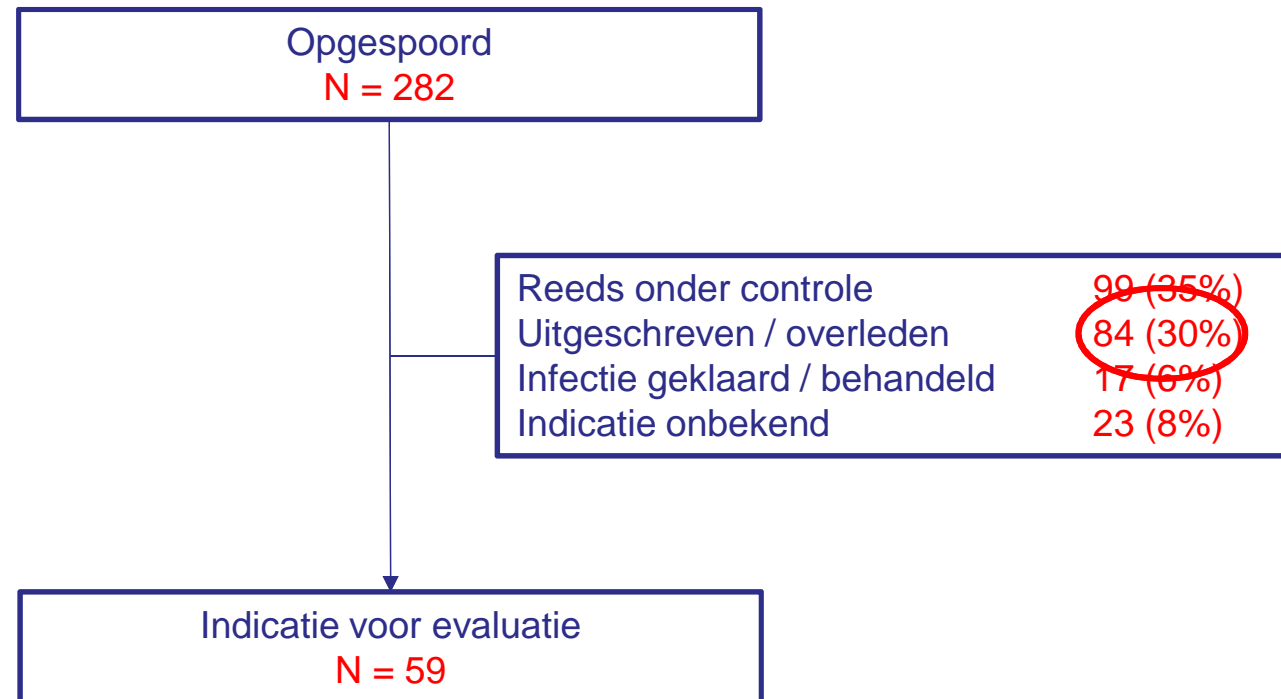 Opgespoord
N = 282
Reeds onder controle 99 (35%)
Uitgeschreven / overleden 84 (30%)
Infectie geklaard / behandeld 17 (6%)
Indicatie onbekend 23 (8%)
Indicatie voor evaluatie
N = 59